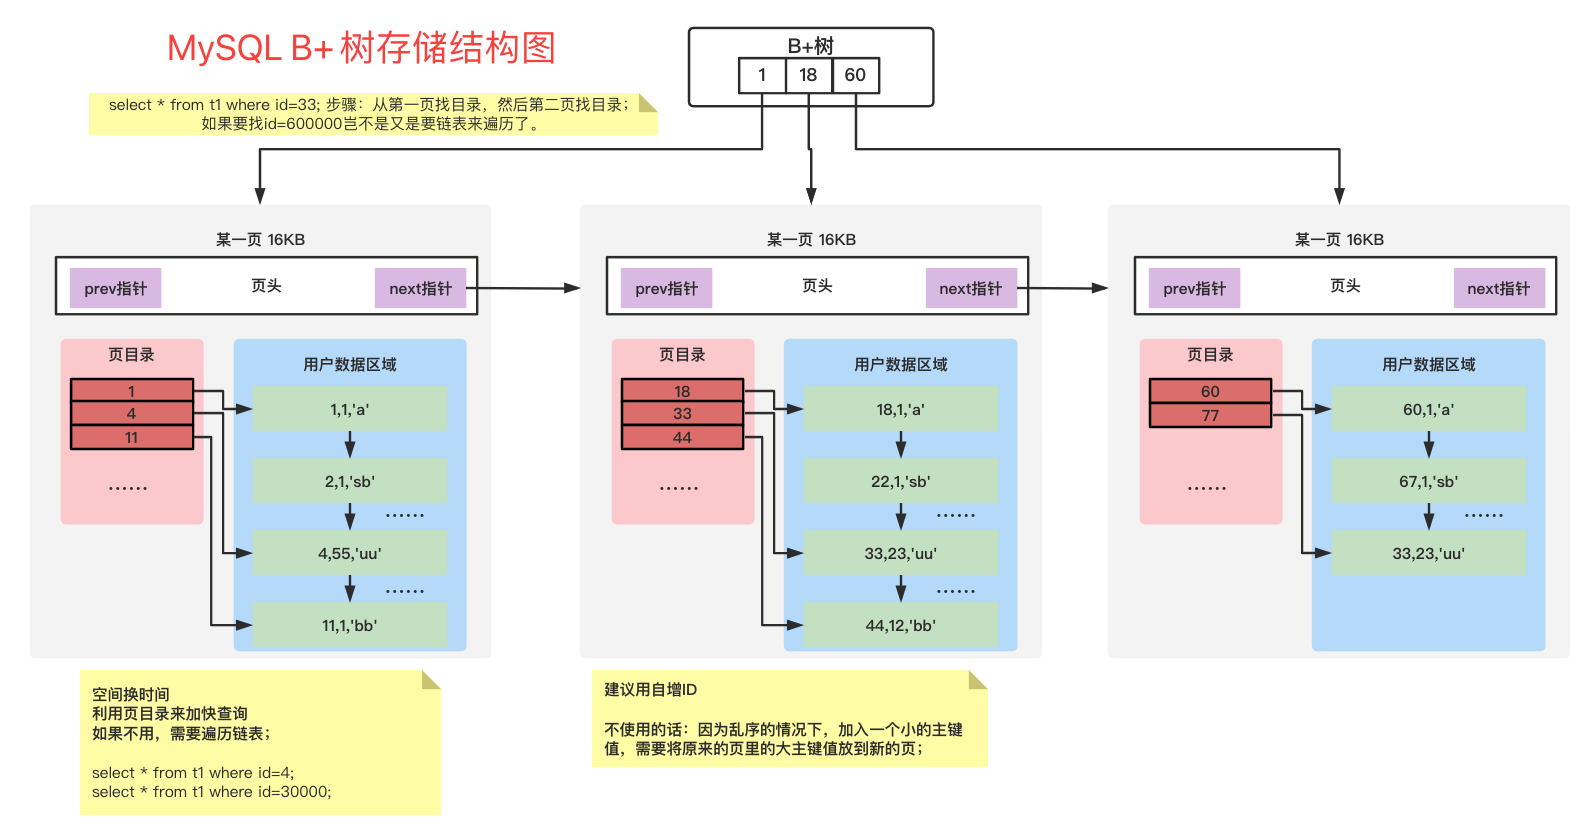 MySQL B+ 树存储结构图
B+树
1 18 60
select * from t1 where id=33; 步骤：从第一页找目录，然后第二页找目录；
如果要找id=600000岂不是又是要链表来遍历了。
某一页 16KB
prev指针 页头 next指针
页目录
1
4
11
……
用户数据区域
1,1,'a'
2,1,'sb'
……
4,55,'uu'
……
11,1,'bb'
某一页 16KB
prev指针 页头 next指针
页目录
18
33
44
……
用户数据区域
18,1,'a'
22,1,'sb'
……
33,23,'uu'
……
44,12,'bb'
某一页 16KB
prev指针 页头 next指针
页目录
60
77
……
用户数据区域
60,1,'a'
67,1,'sb'
……
33,23,'uu'
空间换时间
利用页目录来加快查询
如果不用，需要遍历链表；
select * from t1 where id=4;
select * from t1 where id=30000;
建议用自增ID
不使用的话：因为乱序的情况下，加入一个小的主键
值，需要将原来的页里的大主键值放到新的页；